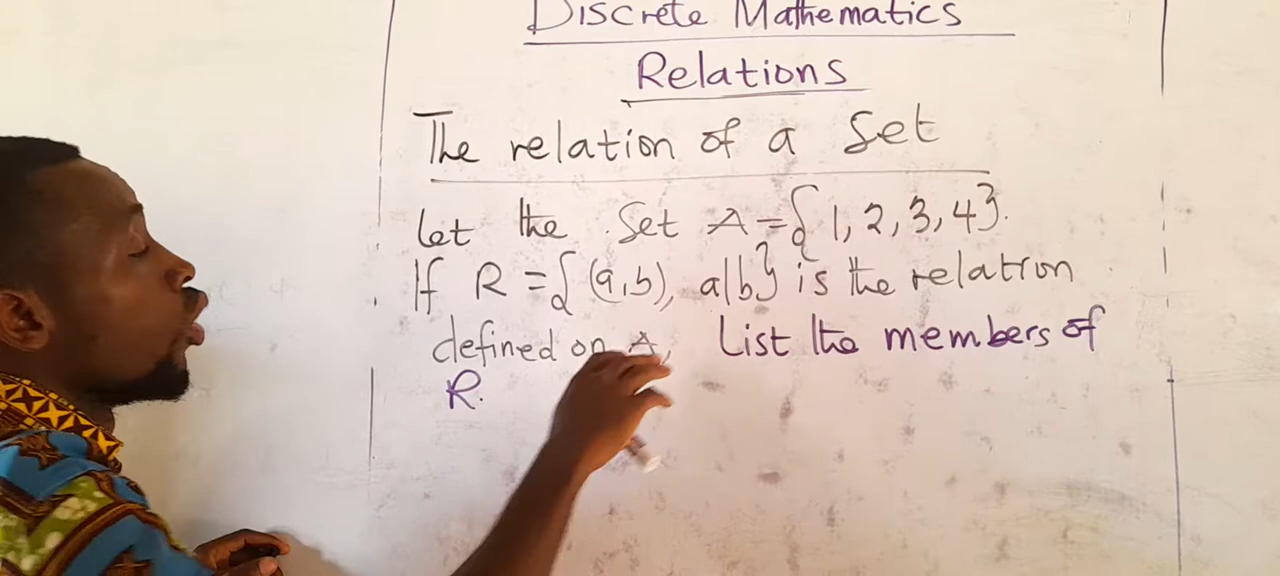 Discrete Mathematics
Relations
The relation of a Set
Let the Set A = { 1, 2, 3, 4}.
If R = { (a,b), a|b} is the relation
defined on A, List the members of
R.